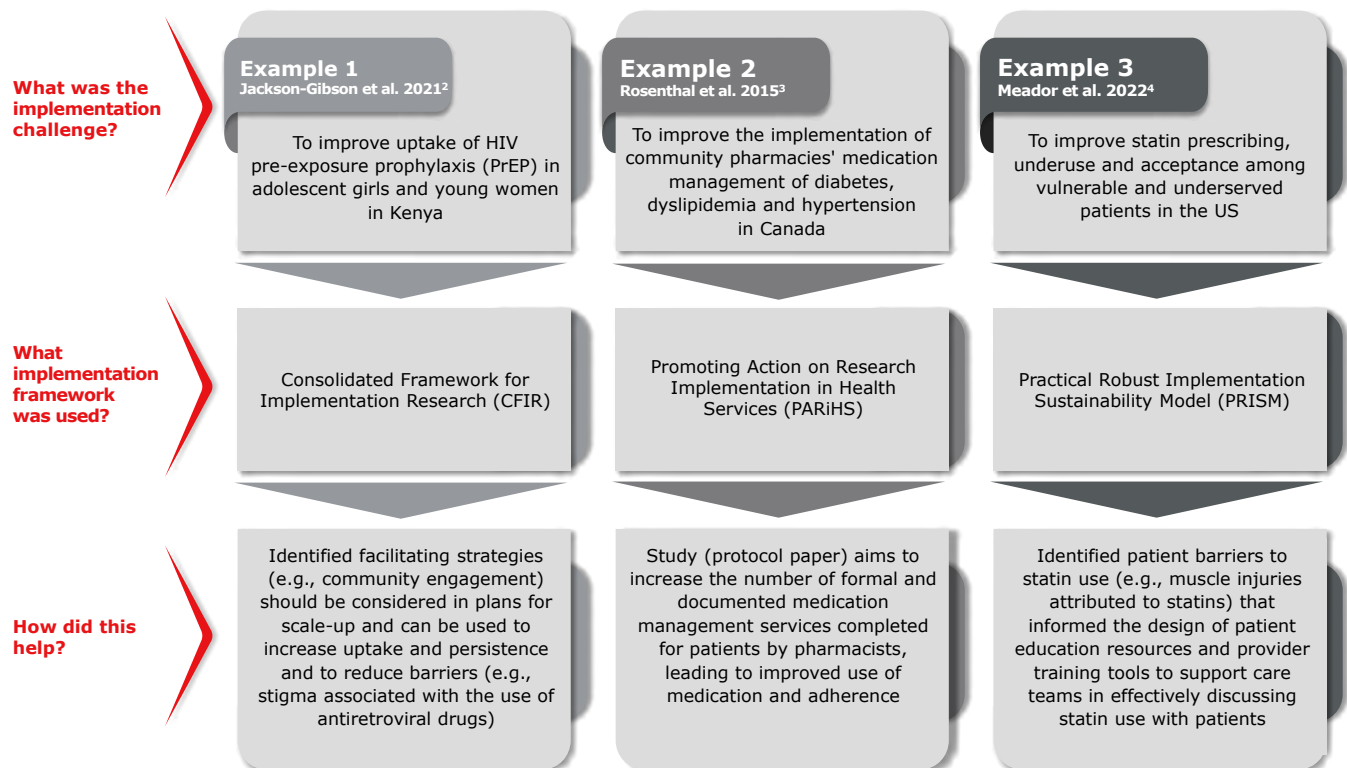 What was the
implementation
challenge?
Example 1
Jackson-Gibson et al. 2021²
To improve uptake of HIV
pre-exposure prophylaxis (PrEP) in
adolescent girls and young women
in Kenya
Example 2
Rosenthal et al. 2015³
To improve the implementation of
community pharmacies' medication
management of diabetes,
dyslipidemia and hypertension
in Canada
Example 3
Meador et al. 2022⁴
To improve statin prescribing,
underuse and acceptance among
vulnerable and underserved
patients in the US
What
implementation
framework
was used?
Consolidated Framework for
Implementation Research (CFIR)
Promoting Action on Research
Implementation in Health
Services (PARiHS)
Practical Robust Implementation
Sustainability Model (PRISM)
How did this
help?
Identified facilitating strategies
(e.g., community engagement)
should be considered in plans for
scale-up and can be used to
increase uptake and persistence
and to reduce barriers (e.g.,
stigma associated with the use of
antiretroviral drugs)
Study (protocol paper) aims to
increase the number of formal and
documented medication
management services completed
for patients by pharmacists,
leading to improved use of
medication and adherence
Identified patient barriers to
statin use (e.g., muscle injuries
attributed to statins) that
informed the design of patient
education resources and provider
training tools to support care
teams in effectively discussing
statin use with patients